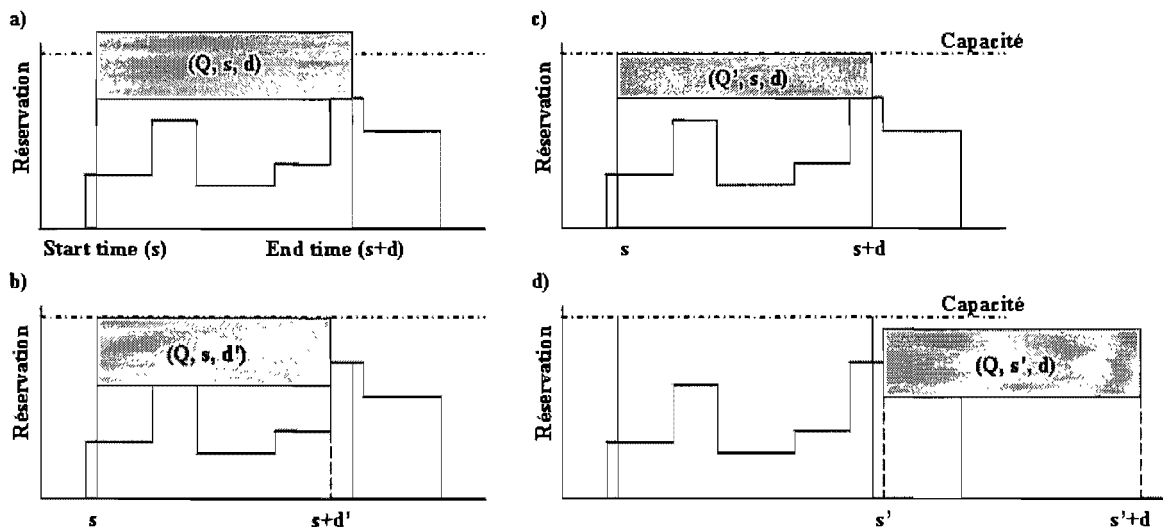 a)
Réservation
(Q, s, d)
Start time (s)
End time (s+d)
c)
Capacité
Réservation
(Q', s, d)
s
s+d
b)
Réservation
(Q, s, d')
s
s+d'
d)
Capacité
Réservation
(Q, s', d)
s'
s'+d